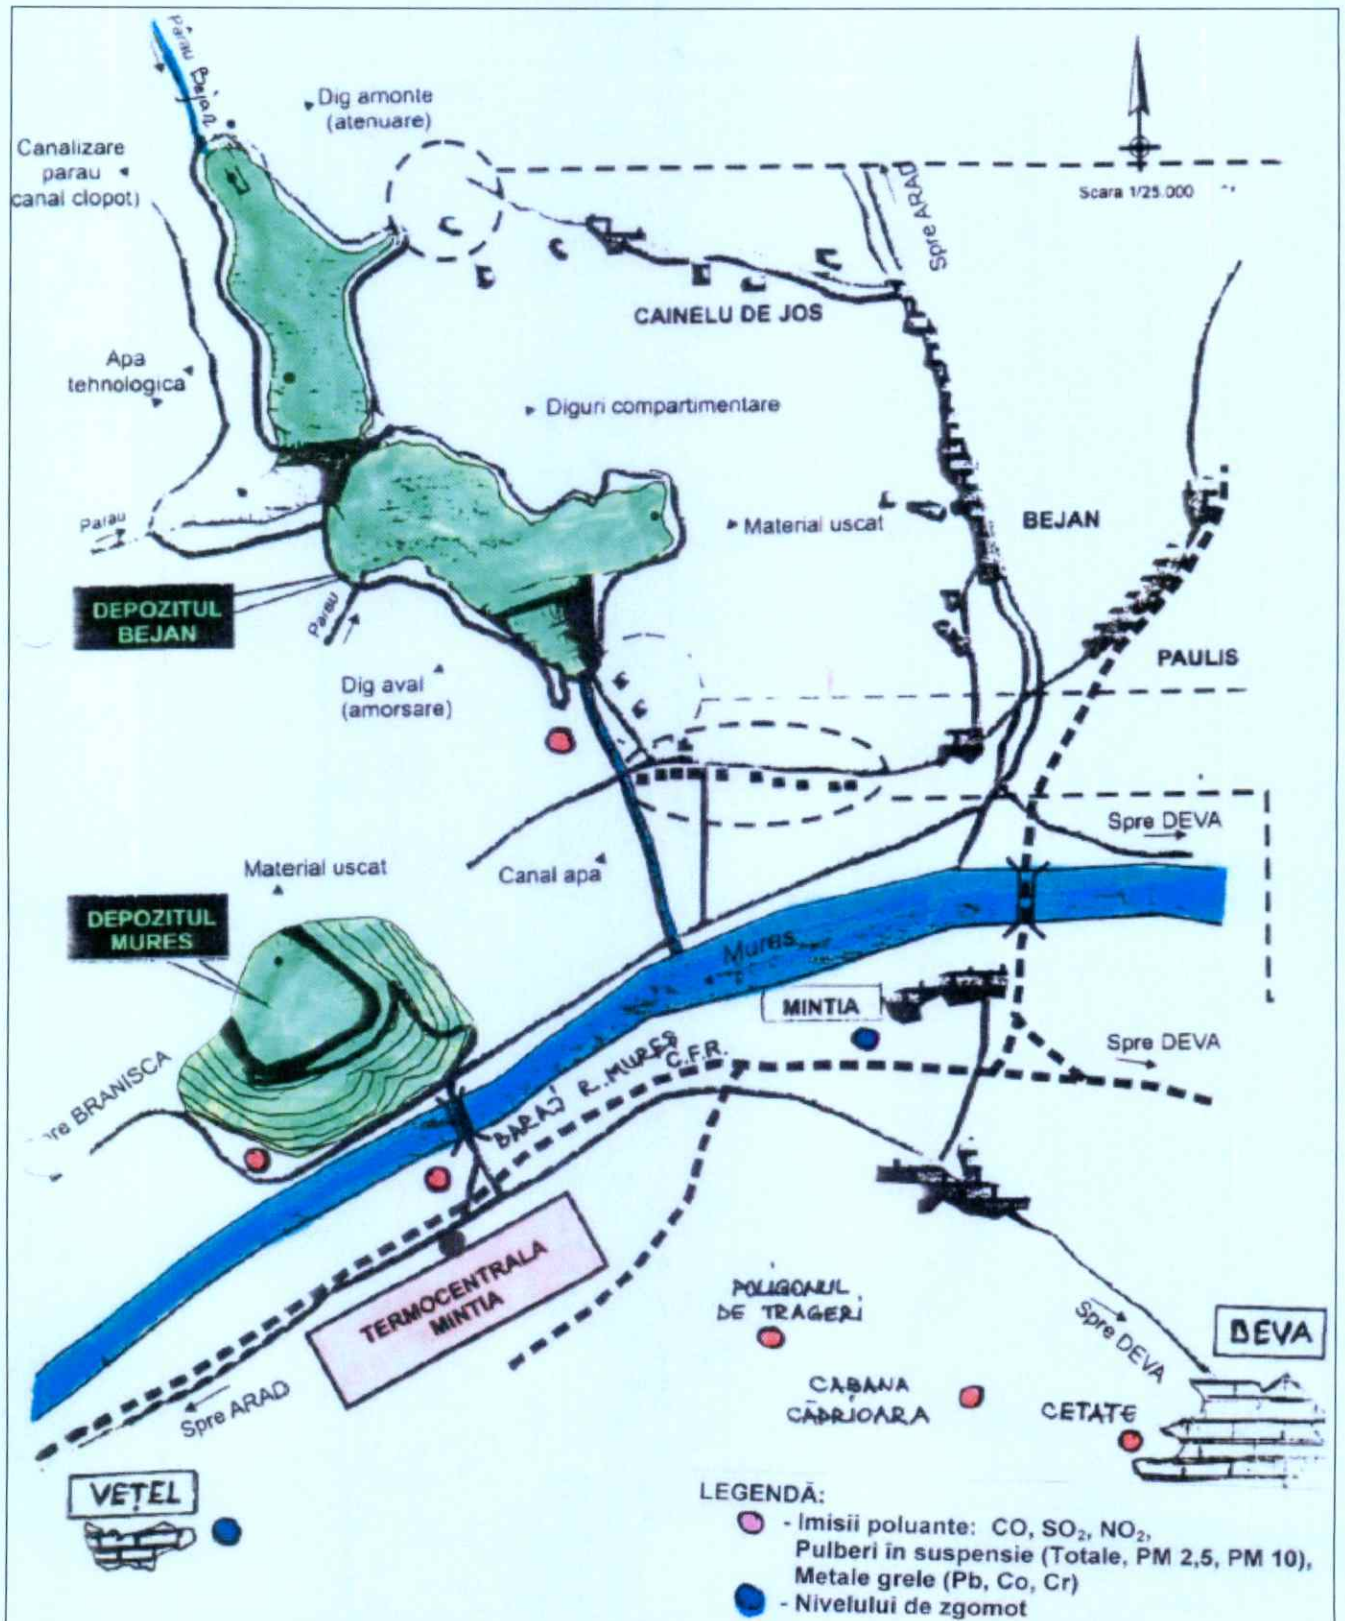 Parau Bejan
Dig amonte
(atenuare)
Canalizare
parau
canal clopot)
Scara 1/25.000
Spre ARAD
CAINELU DE JOS
Apa
tehnologica
Diguri compartimentare
Parau
Material uscat
BEJAN
DEPOZITUL
BEJAN
Parau
PAULIS
Dig aval
(amorsare)
Spre DEVA
Material uscat
Canal apa
DEPOZITUL
MURES
Mures
MINTIA
Spre DEVA
C.F.R.
BARAJ R. MUREȘ
re BRANISCA
TERMOCENTRALA
MINTIA
POLIGONUL
DE TRAGERI
Spre DEVA
BEVA
CABANA
CĂPRIOARA
CETATE
Spre ARAD
VEȚEL
LEGENDĂ:
- Imisii poluante: CO, SO₂, NO₂,
Pulberi în suspensie (Totale, PM 2,5, PM 10),
Metale grele (Pb, Co, Cr)
- Nivelului de zgomot